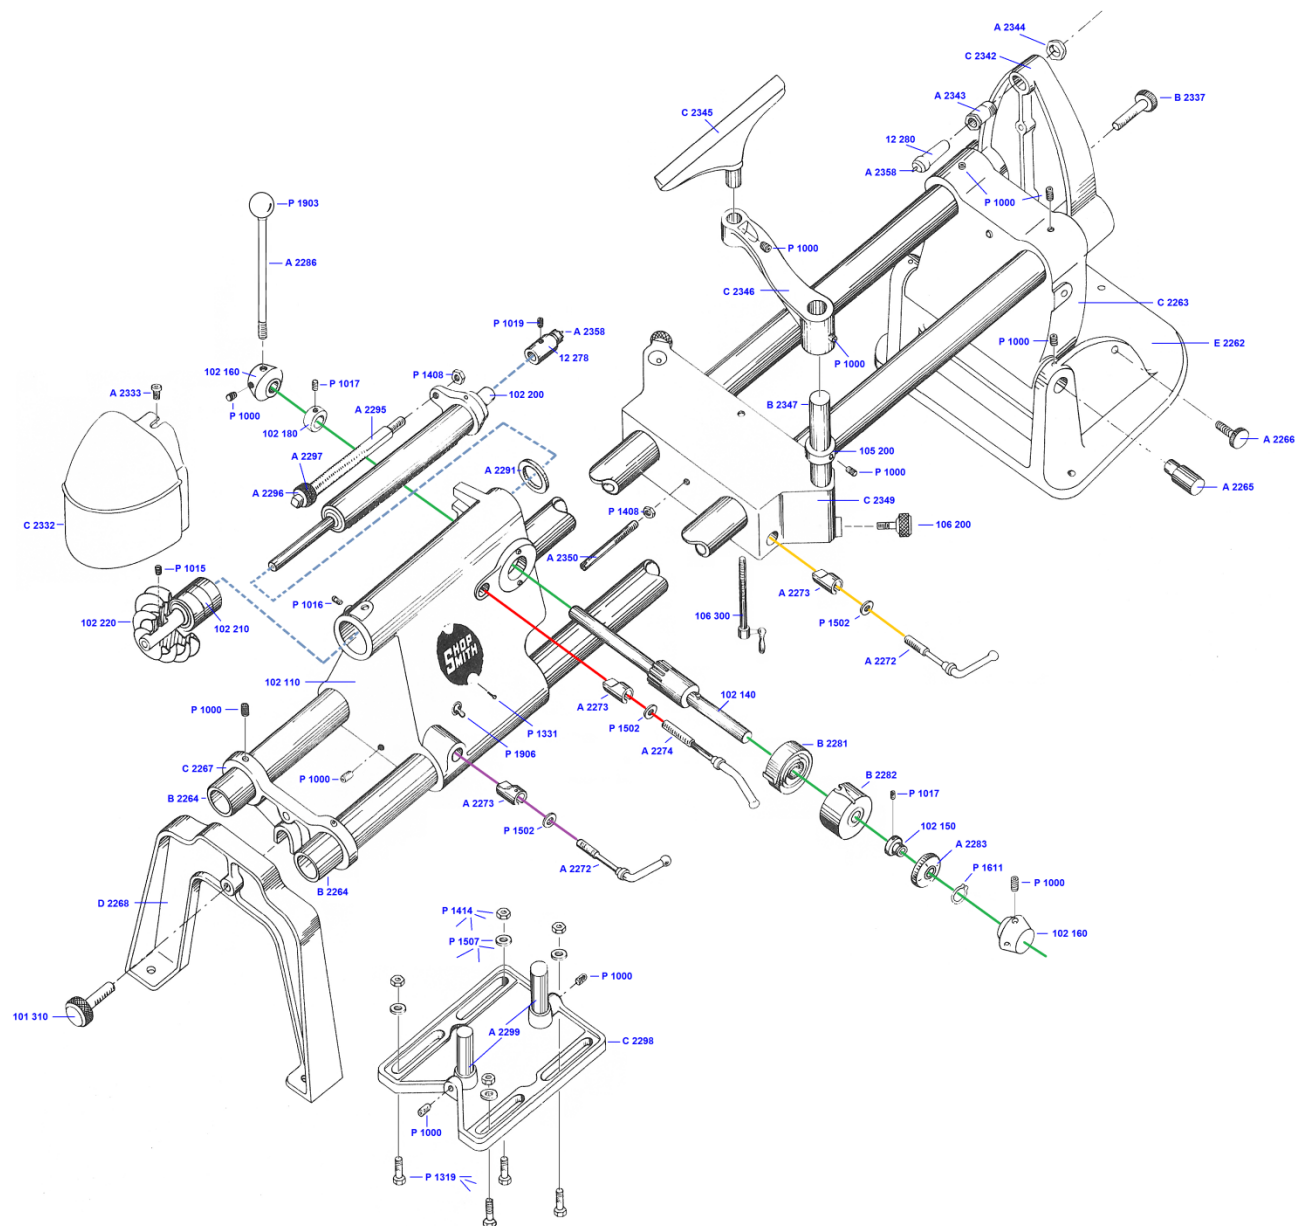 A 2344
C 2342
A 2343
B 2337
C 2345
12 280
A 2358
P 1000
P 1903
P 1000
A 2286
C 2346
C 2263
P 1019
A 2358
P 1000
P 1000
E 2262
12 278
102 160
P 1408
A 2333
P 1017
102 200
B 2347
P 1000
A 2295
102 180
A 2266
105 200
A 2297
A 2291
P 1000
A 2296
A 2265
C 2349
C 2332
P 1408
106 200
A 2350
P 1015
A 2273
P 1016
106 300
P 1502
102 220
102 210
A 2272
SHOP
SMITH
102 110
A 2273
102 140
P 1000
P 1502
P 1331
A 2274
B 2281
P 1906
C 2267
P 1000
B 2282
A 2273
P 1017
B 2264
P 1502
102 150
A 2283
A 2272
P 1611
B 2264
P 1000
D 2268
P 1414
102 160
P 1507
P 1000
101 310
A 2299
C 2298
P 1000
P 1319